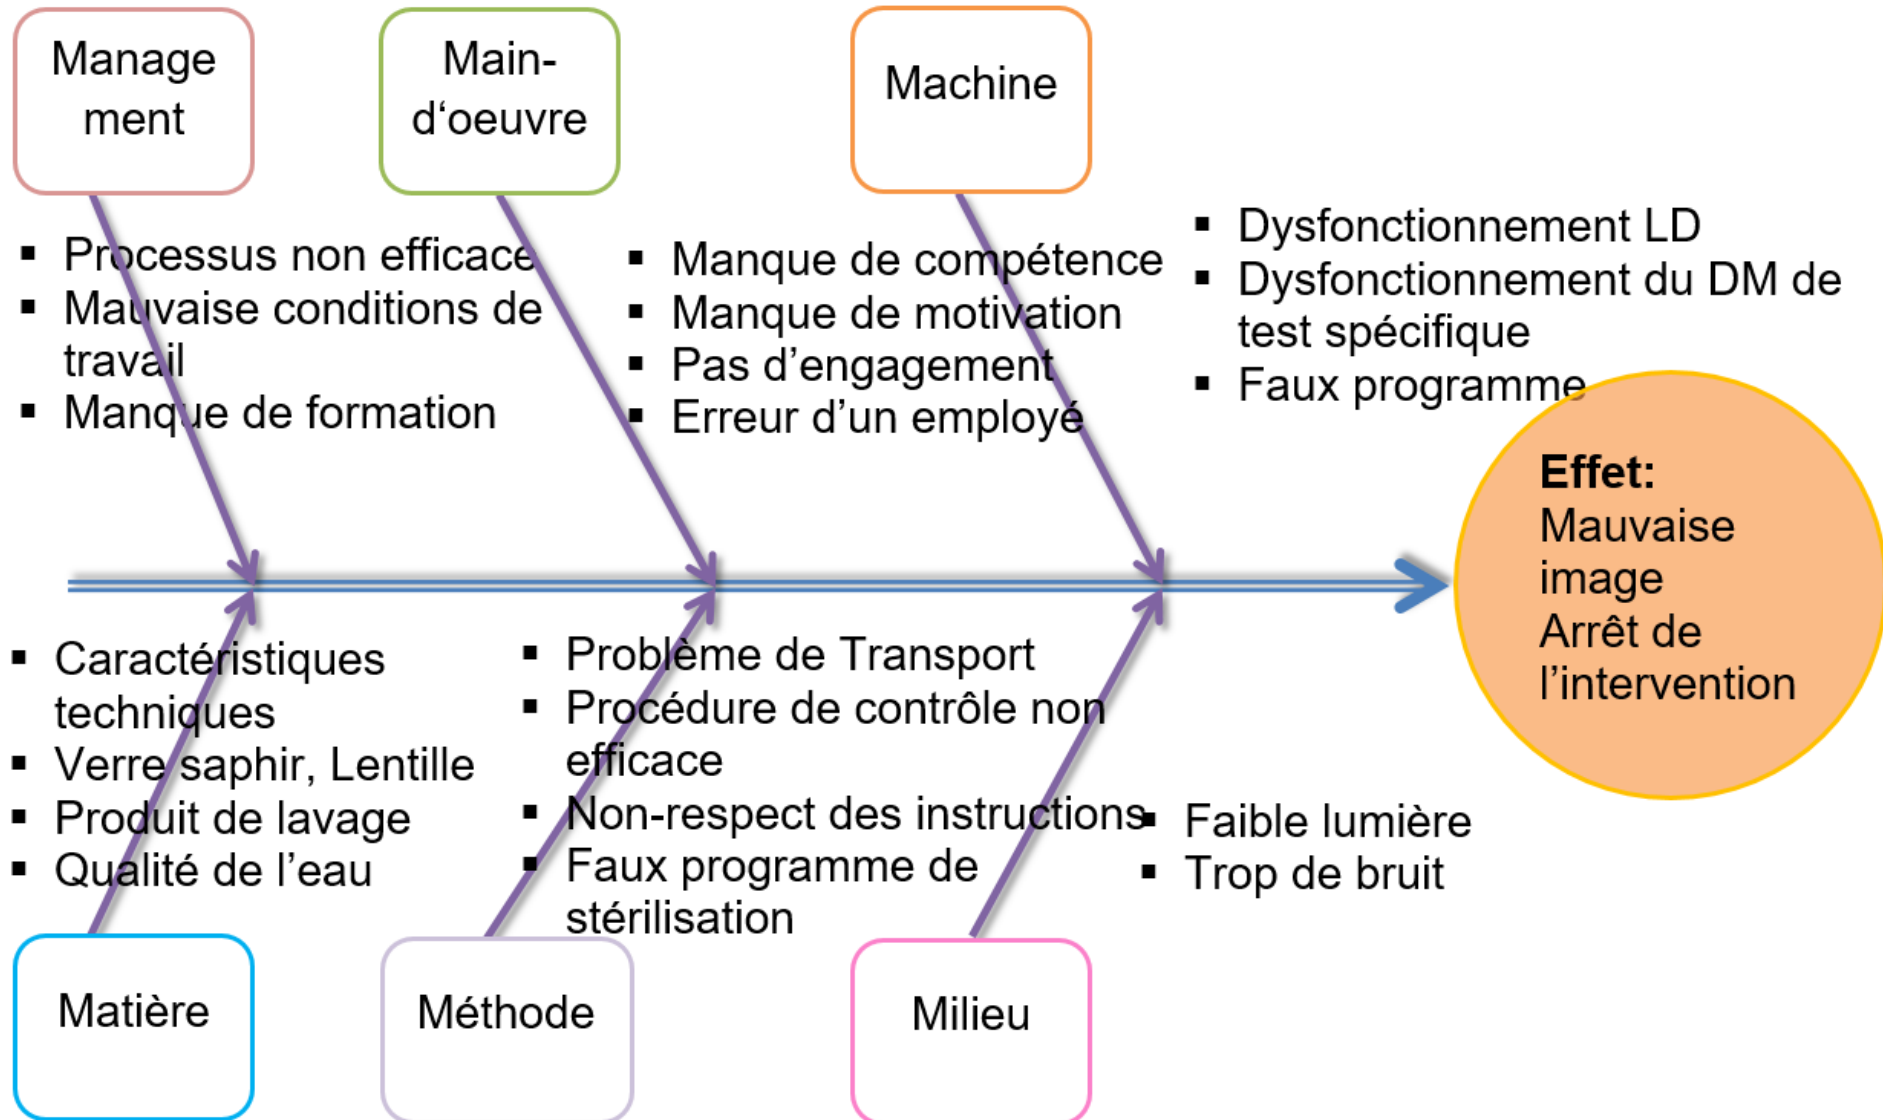 Manage
ment
Main-
d‘oeuvre
Machine
▪ Processus non efficace
▪ Mauvaise conditions de
travail
▪ Manque de formation
▪ Manque de compétence
▪ Manque de motivation
▪ Pas d’engagement
▪ Erreur d’un employé
▪ Dysfonctionnement LD
▪ Dysfonctionnement du DM de
test spécifique
▪ Faux programme
Effet:
Mauvaise
image
Arrêt de
l’intervention
▪ Caractéristiques
techniques
▪ Verre saphir, Lentille
▪ Produit de lavage
▪ Qualité de l’eau
▪ Problème de Transport
▪ Procédure de contrôle non
efficace
▪ Non-respect des instructions
▪ Faux programme de
stérilisation
▪ Faible lumière
▪ Trop de bruit
Matière
Méthode
Milieu